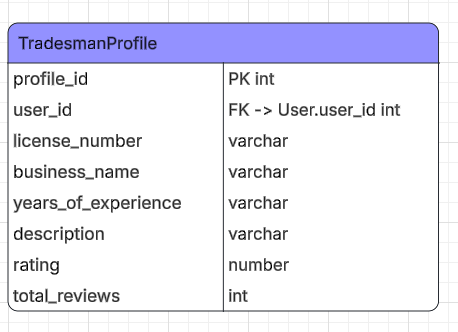 TradesmanProfile
profile_id PK int
user_id FK -> User.user_id int
license_number varchar
business_name varchar
years_of_experience varchar
description varchar
rating number
total_reviews int